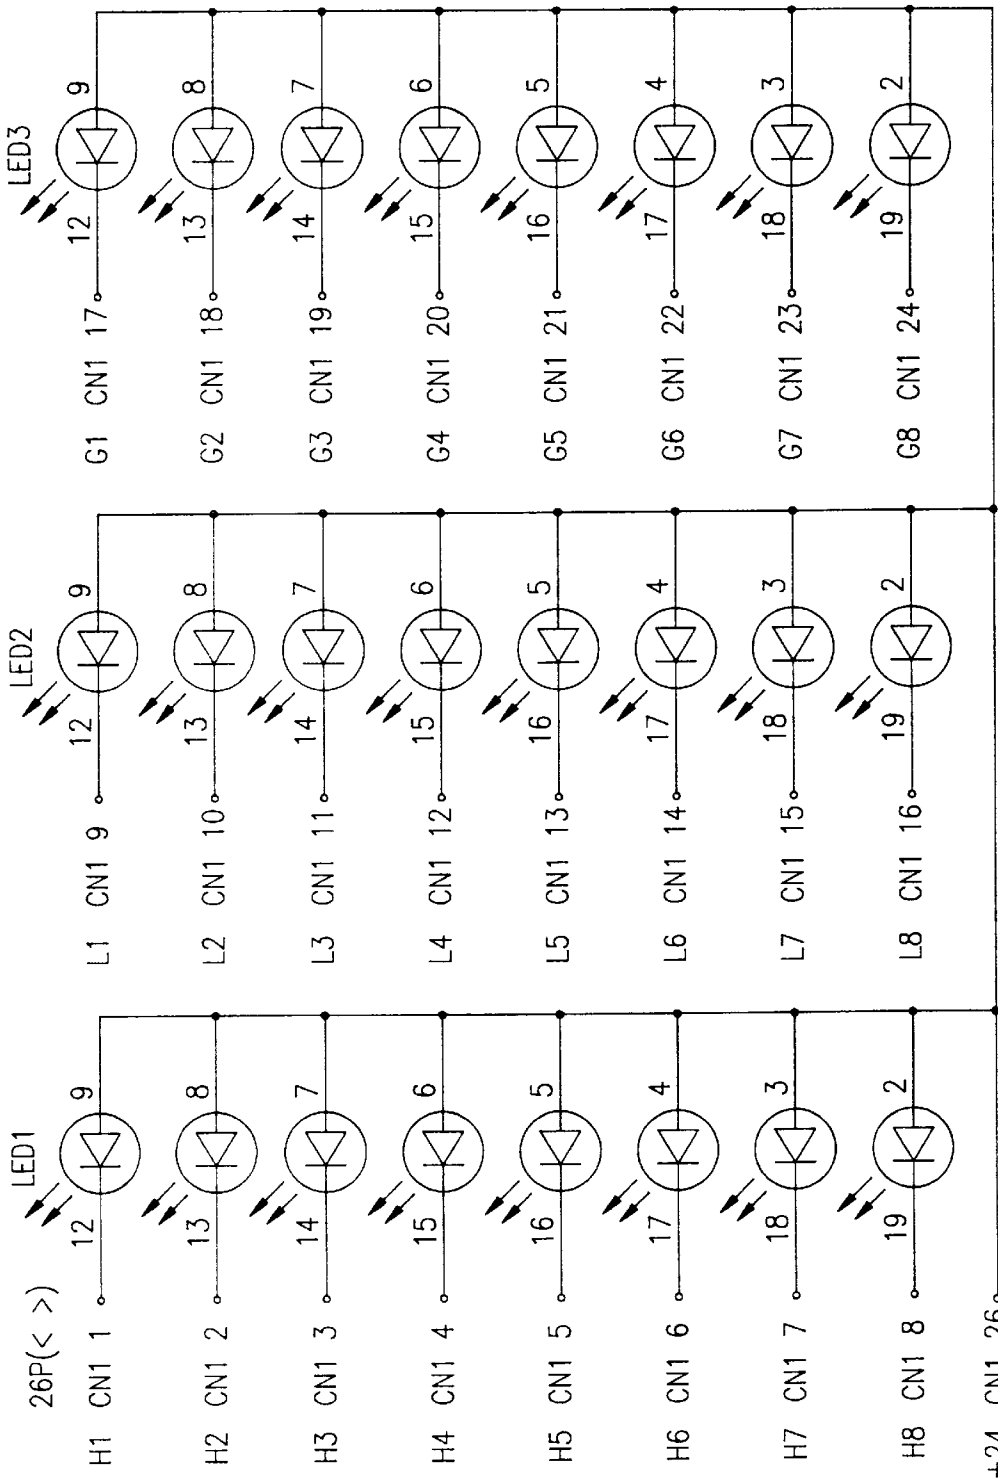 26P(< >) LED1 LED2 LED3
H1 CN1 1 12 9 L1 CN1 9 12 9 G1 CN1 17 12 9
H2 CN1 2 13 8 L2 CN1 10 13 8 G2 CN1 18 13 8
H3 CN1 3 14 7 L3 CN1 11 14 7 G3 CN1 19 14 7
H4 CN1 4 15 6 L4 CN1 12 15 6 G4 CN1 20 15 6
H5 CN1 5 16 5 L5 CN1 13 16 5 G5 CN1 21 16 5
H6 CN1 6 17 4 L6 CN1 14 17 4 G6 CN1 22 17 4
H7 CN1 7 18 3 L7 CN1 15 18 3 G7 CN1 23 18 3
H8 CN1 8 19 2 L8 CN1 16 19 2 G8 CN1 24 19 2
+24 CN1 26